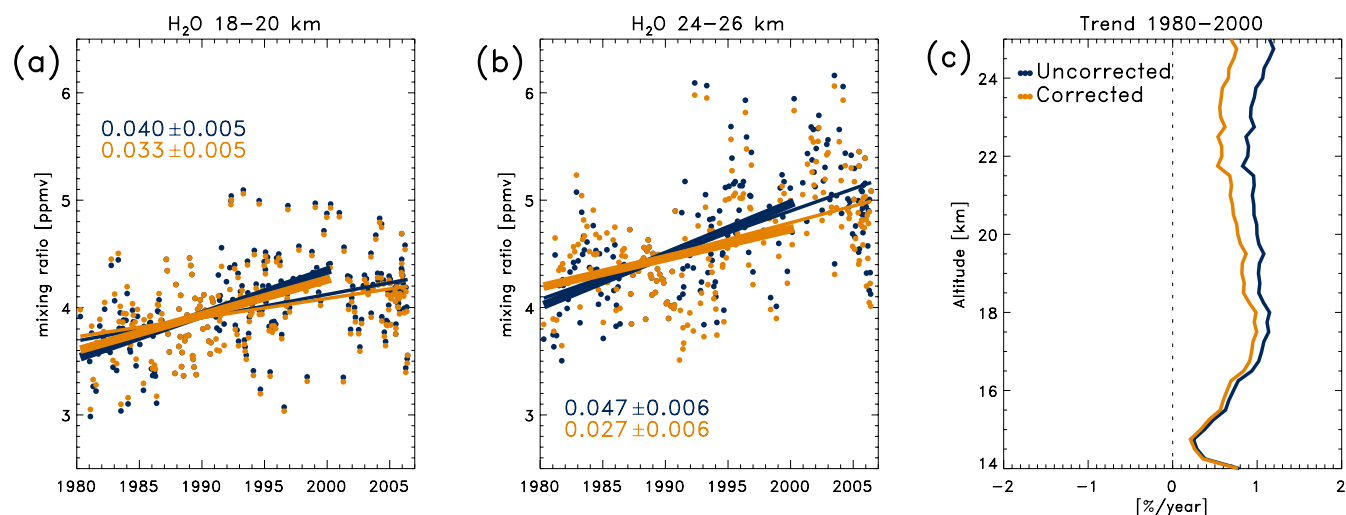 H2O 18−20 km
(a)
mixing ratio [ppmv]
6
5
4
3
0.040±0.005
0.033±0.005
1980 1985 1990 1995 2000 2005
H2O 24−26 km
(b)
mixing ratio [ppmv]
6
5
4
3
0.047±0.006
0.027±0.006
1980 1985 1990 1995 2000 2005
Trend 1980−2000
(c)
Uncorrected
Corrected
Altitude [km]
24
22
20
18
16
14
−2 −1 0 1 2
[%/year]